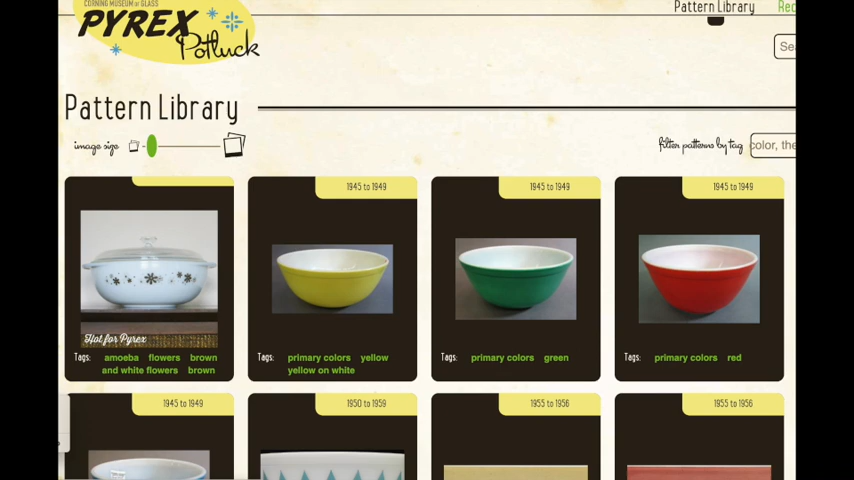 CORNING MUSEUM of GLASS
PYREX
Potluck
Pattern Library
Rec
Sea
Pattern Library
image size
filter patterns by tag
color, the
1945 to 1949
1945 to 1949
1945 to 1949
Hot for Pyrex
Tags: amoeba flowers brown
and white flowers brown
Tags: primary colors yellow
yellow on white
Tags: primary colors green
Tags: primary colors red
1945 to 1949
1950 to 1959
1955 to 1956
1955 to 1956